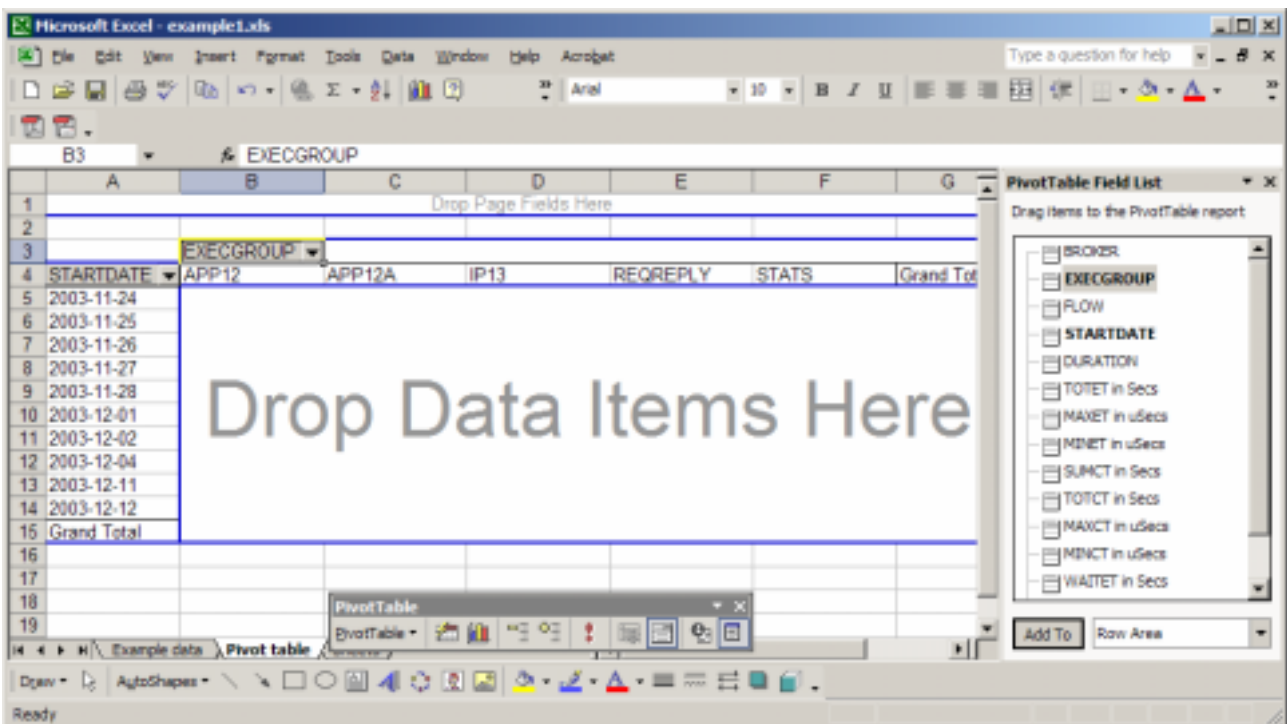 Microsoft Excel - example1.xls
File Edit View Insert Format Tools Data Window Help Acrobat Type a question for help
Arial 10 B I U
B3 fx EXECGROUP
A B C D E F G
PivotTable Field List
1 Drop Page Fields Here
Drag items to the PivotTable report
2
3 EXECGROUP
4 STARTDATE APP12 APP12A IP13 REQREPLY STATS Grand Tot
5 2003-11-24
6 2003-11-25
7 2003-11-26
8 2003-11-27
9 2003-11-28
10 2003-12-01
11 2003-12-02
12 2003-12-04
13 2003-12-11
14 2003-12-12
15 Grand Total
16
17
18
19
Drop Data Items Here
BROKER
EXECGROUP
FLOW
STARTDATE
DURATION
TOTET in Secs
MAXET in uSecs
MINET in uSecs
SUMCT in Secs
TOTCT in Secs
MAXCT in uSecs
MINCT in uSecs
WAITET in Secs
Add To Row Area
PivotTable
PivotTable
Example data Pivot table
Draw AutoShapes
Ready